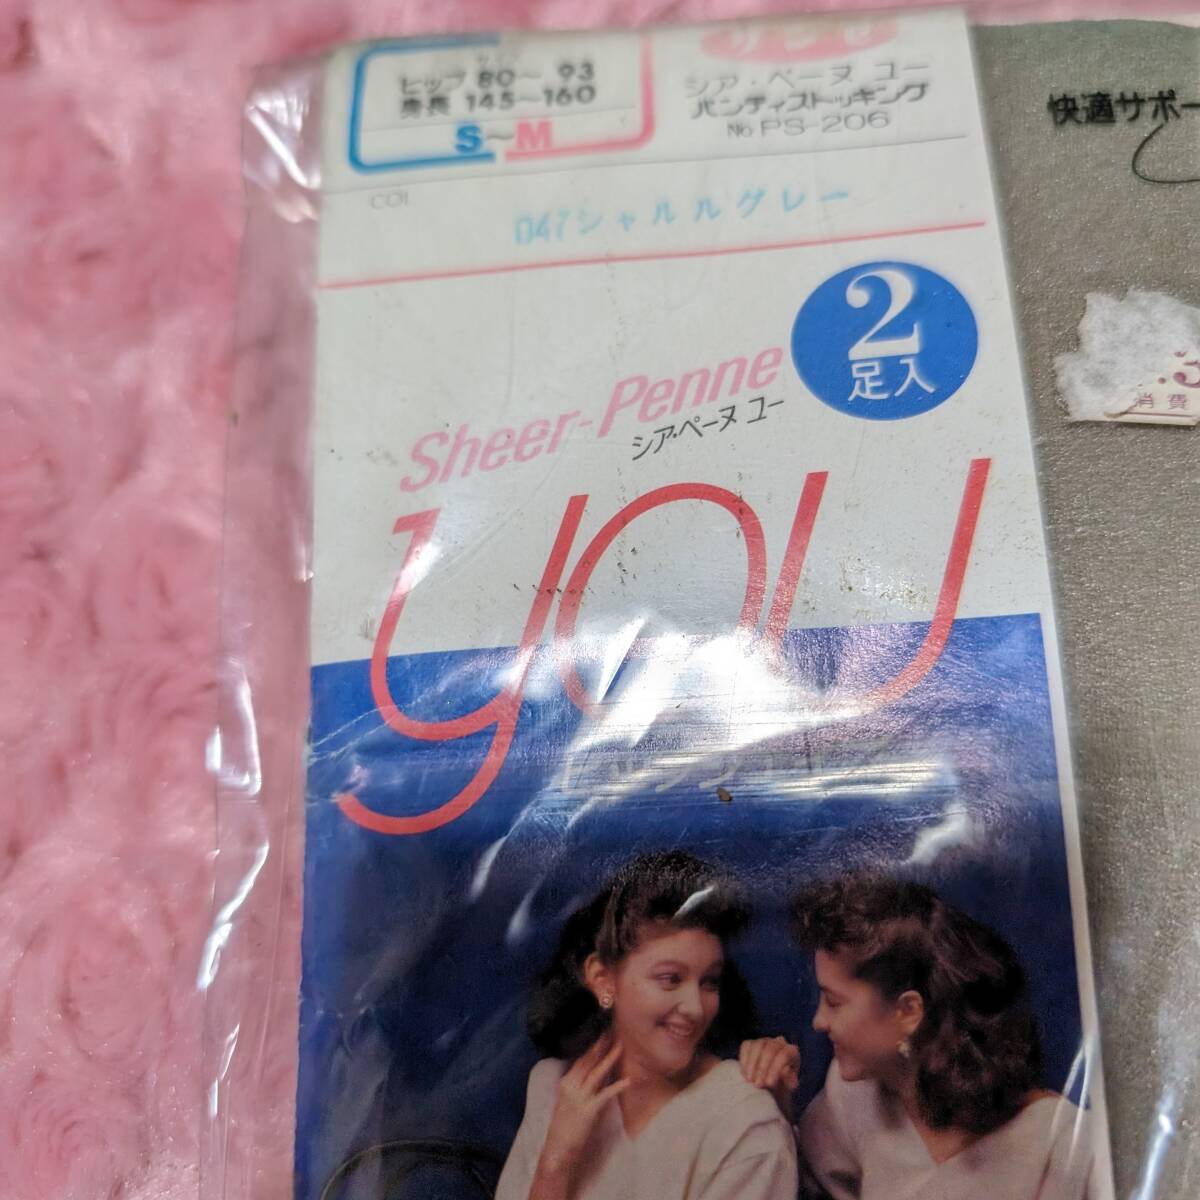 ヒップ 80～93
身長 145～160
S～M
シア・ペーヌ ユー
パンティストッキング
No PS-206
快適サポー
COL
047シャルルグレー
2
足入
Sheer-Penne
シア・ペーヌ ユー
you
消費